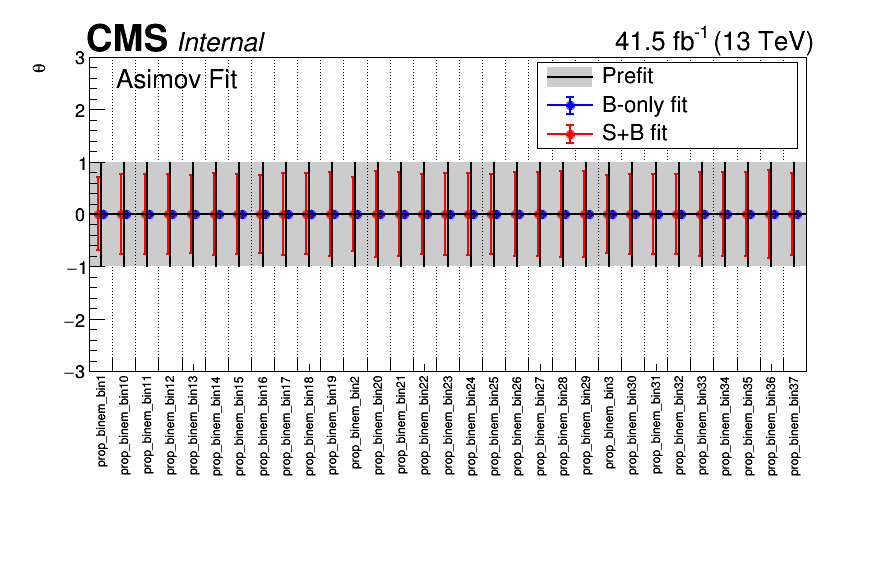 CMS Internal 41.5 fb-1 (13 TeV)
θ
Asimov Fit
Prefit
B-only fit
S+B fit
3
2
1
0
−1
−2
−3
prop_binem_bin1
prop_binem_bin10
prop_binem_bin11
prop_binem_bin12
prop_binem_bin13
prop_binem_bin14
prop_binem_bin15
prop_binem_bin16
prop_binem_bin17
prop_binem_bin18
prop_binem_bin19
prop_binem_bin2
prop_binem_bin20
prop_binem_bin21
prop_binem_bin22
prop_binem_bin23
prop_binem_bin24
prop_binem_bin25
prop_binem_bin26
prop_binem_bin27
prop_binem_bin28
prop_binem_bin29
prop_binem_bin3
prop_binem_bin30
prop_binem_bin31
prop_binem_bin32
prop_binem_bin33
prop_binem_bin34
prop_binem_bin35
prop_binem_bin36
prop_binem_bin37